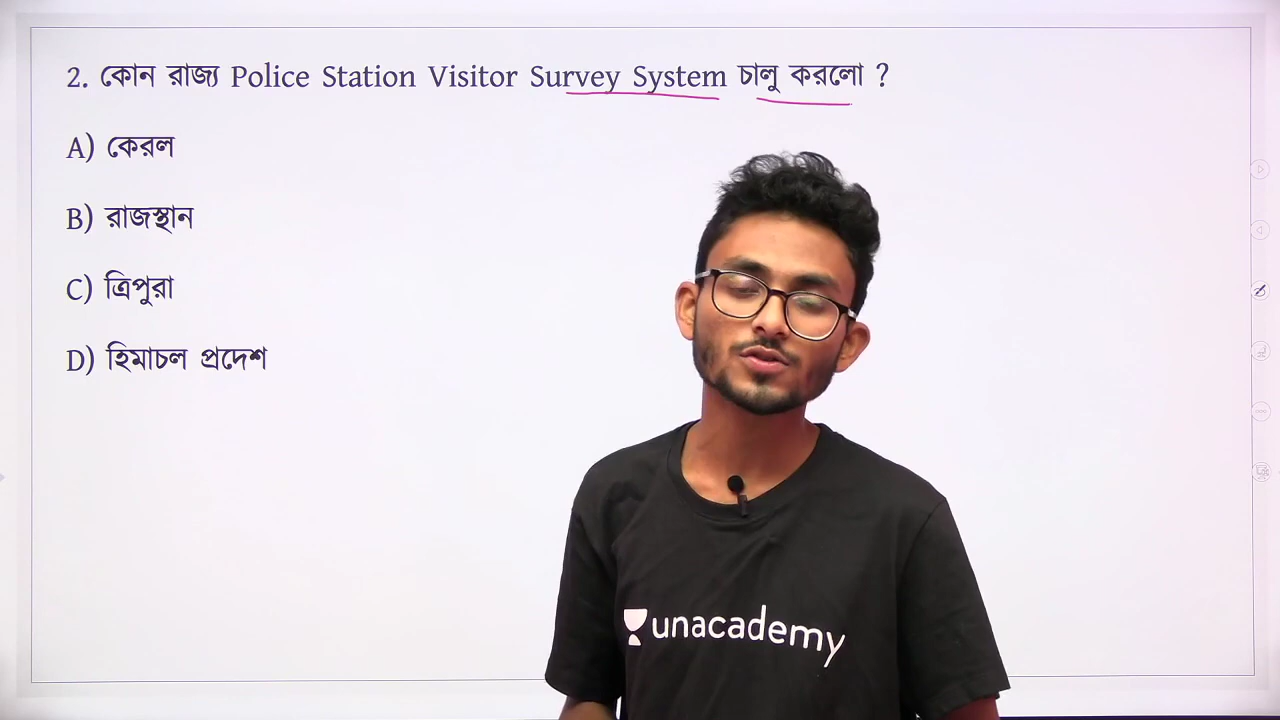 2. কোন রাজ্য Police Station Visitor Survey System চালু করলো ?
A) কেরল
B) রাজস্থান
C) ত্রিপুরা
D) হিমাচল প্রদেশ
unacademy